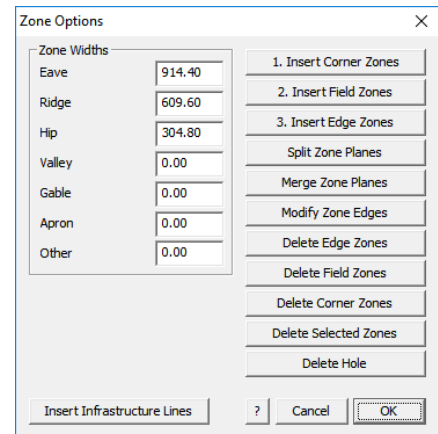 Zone Options
Zone Widths
Eave 914.40
Ridge 609.60
Hip 304.80
Valley 0.00
Gable 0.00
Apron 0.00
Other 0.00
1. Insert Corner Zones
2. Insert Field Zones
3. Insert Edge Zones
Split Zone Planes
Merge Zone Planes
Modify Zone Edges
Delete Edge Zones
Delete Field Zones
Delete Corner Zones
Delete Selected Zones
Delete Hole
Insert Infrastructure Lines ? Cancel OK